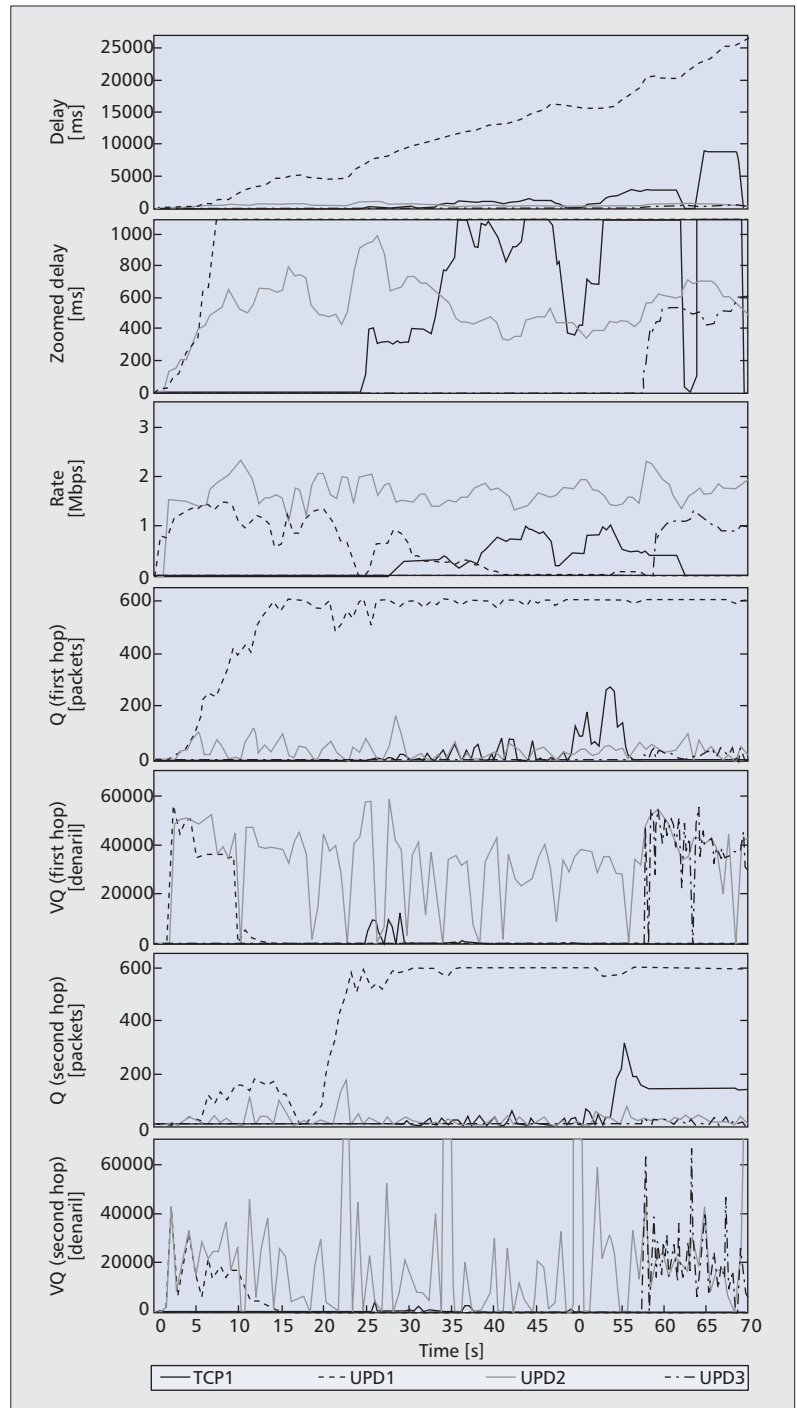 25000
20000
15000
10000
5000
0
Delay
[ms]
1000
800
600
400
200
0
Zoomed delay
[ms]
3
2
1
0
Rate
[Mbps]
600
400
200
0
Q (first hop)
[packets]
60000
40000
20000
0
VQ (first hop)
[denaril]
600
400
200
0
Q (second hop)
[packets]
60000
40000
20000
0
VQ (second hop)
[denaril]
0 5 10 15 20 25 30 35 40 45 0 55 60 65 70
Time [s]
TCP1 UPD1 UPD2 UPD3